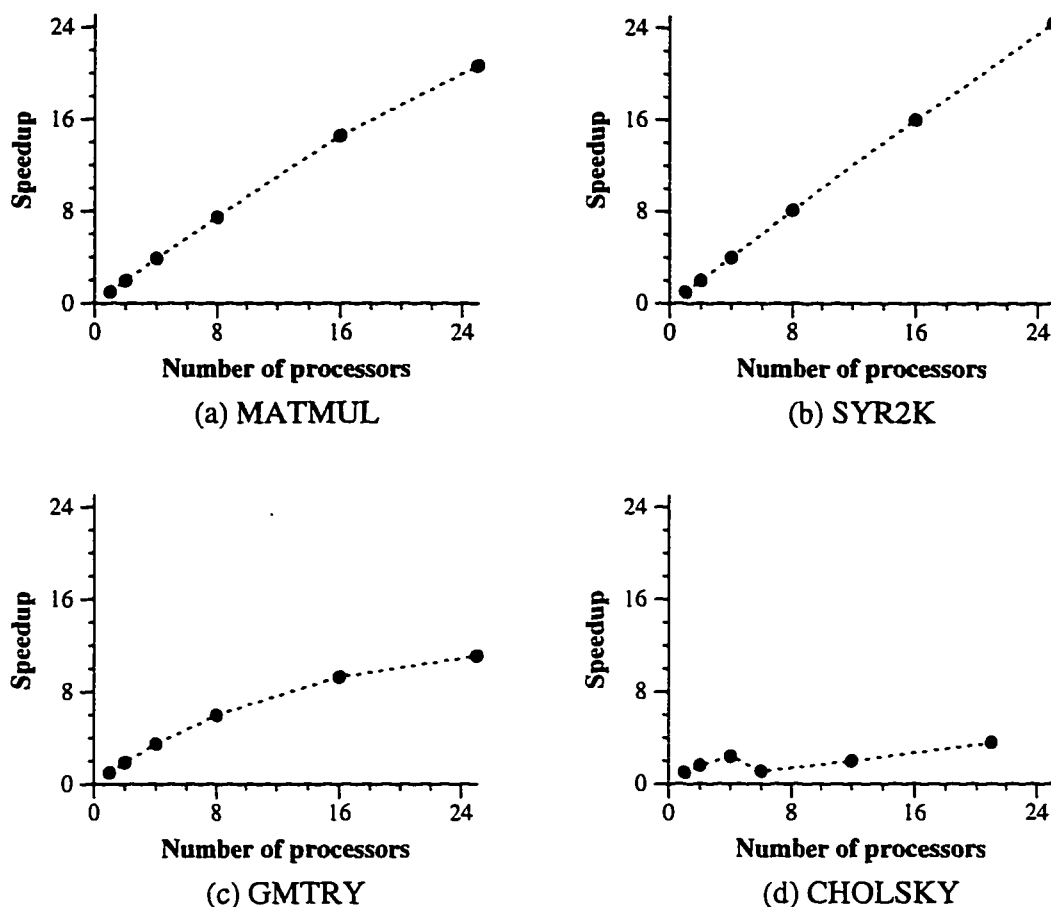 24
16
8
0
Speedup
0 8 16 24
Number of processors
(a) MATMUL
24
16
8
0
Speedup
0 8 16 24
Number of processors
(b) SYR2K
24
16
8
0
Speedup
0 8 16 24
Number of processors
(c) GMTRY
24
16
8
0
Speedup
0 8 16 24
Number of processors
(d) CHOLSKY